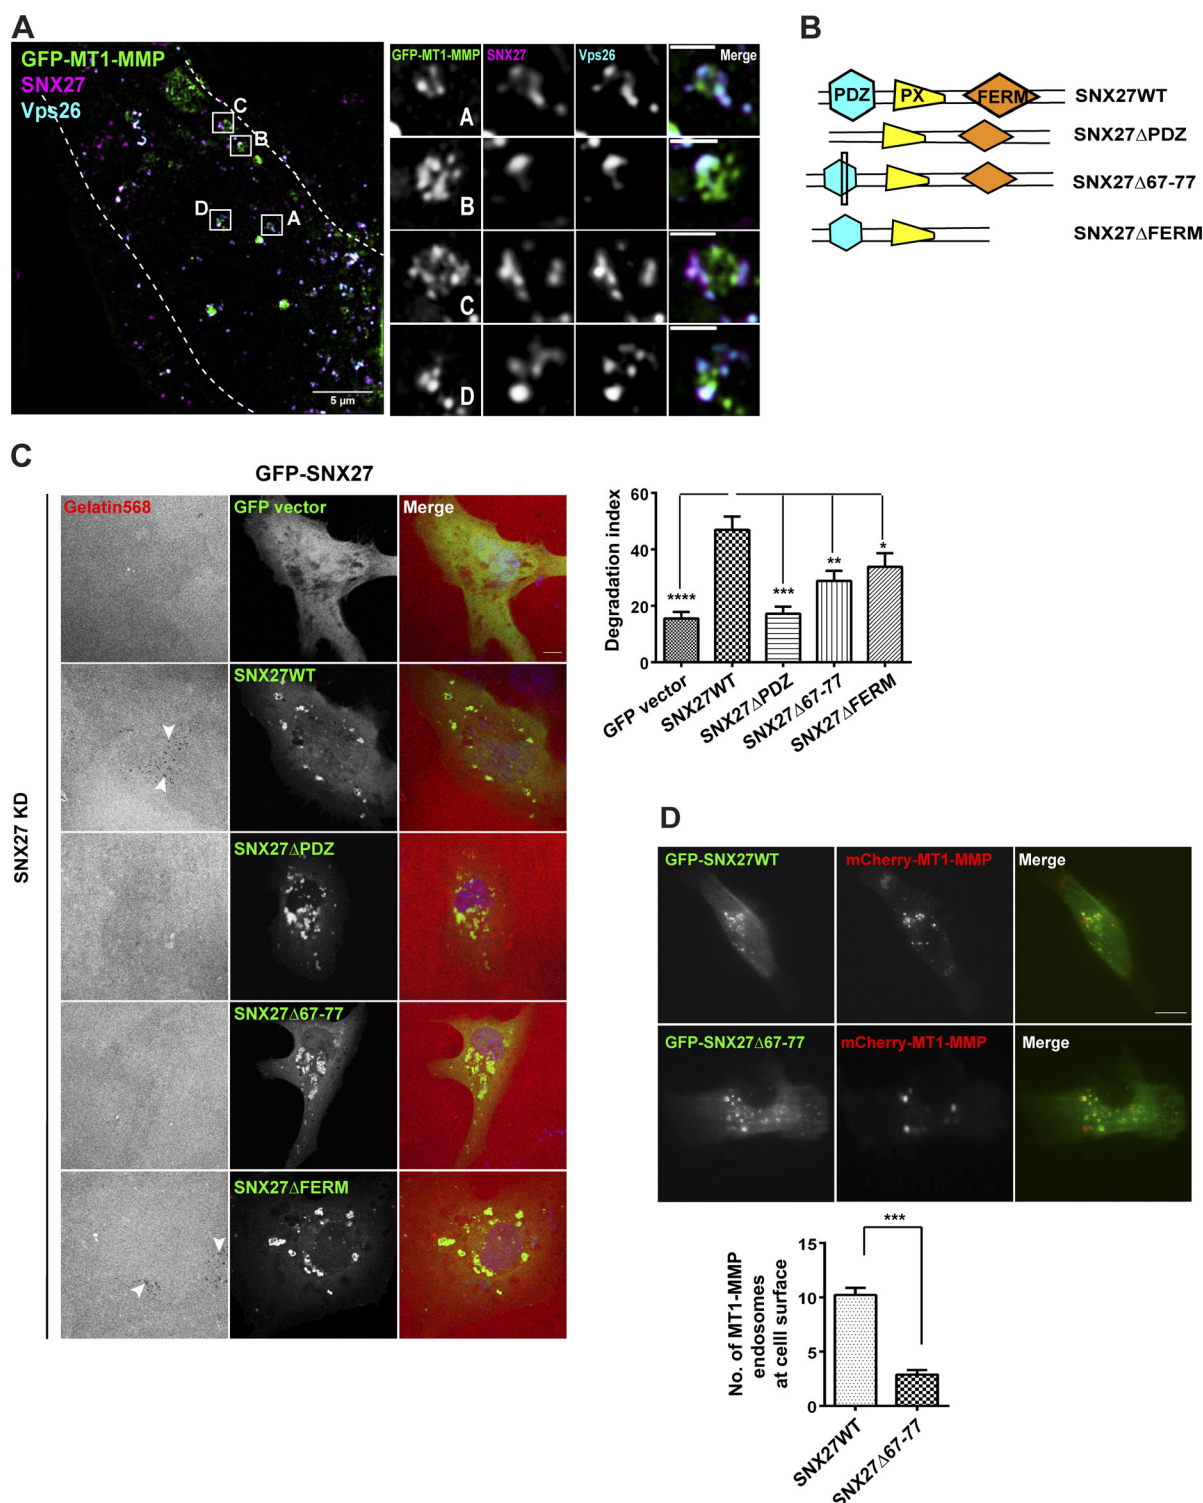 A
GFP-MT1-MMP
SNX27
Vps26
C
B
D
A
5 µm
GFP-MT1-MMP SNX27 Vps26 Merge
A
B
C
D
B
PDZ PX FERM SNX27WT
SNX27ΔPDZ
SNX27Δ67-77
SNX27ΔFERM
C
GFP-SNX27
SNX27 KD
Gelatin568 GFP vector Merge
SNX27WT
SNX27ΔPDZ
SNX27Δ67-77
SNX27ΔFERM
Degradation index
60
40
20
0
****
***
**
*
GFP vector
SNX27WT
SNX27ΔPDZ
SNX27Δ67-77
SNX27ΔFERM
D
GFP-SNX27WT mCherry-MT1-MMP Merge
GFP-SNX27Δ67-77 mCherry-MT1-MMP Merge
No. of MT1-MMP
endosomes
at celll surface
15
10
5
0
***
SNX27WT
SNX27Δ67-77